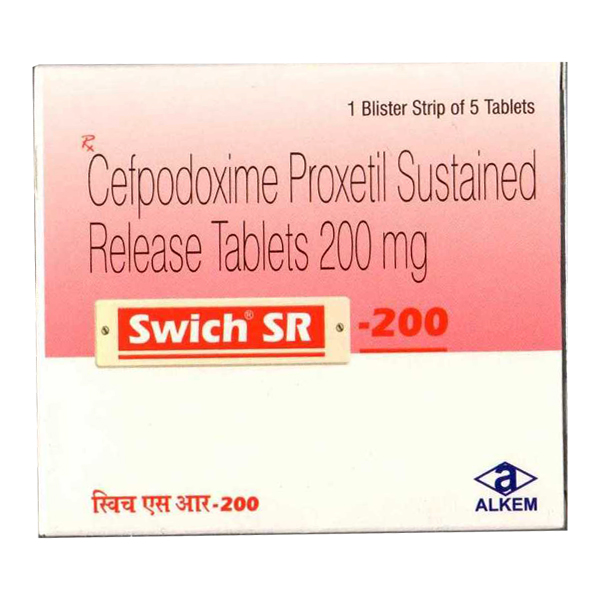 1 Blister Strip of 5 Tablets
Rx
Cefpodoxime Proxetil Sustained
Release Tablets 200 mg
Swich® SR -200
स्विच एस आर-200
a
ALKEM